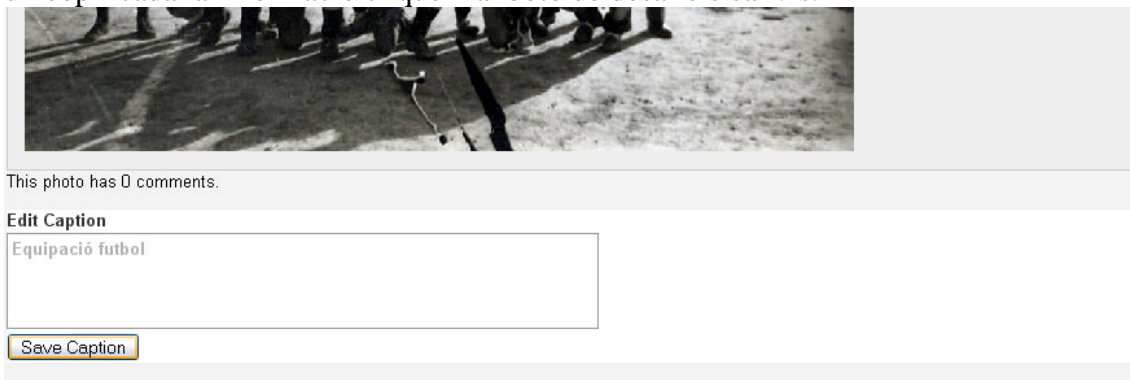 This photo has 0 comments.
Edit Caption
Equipació futbol
Save Caption